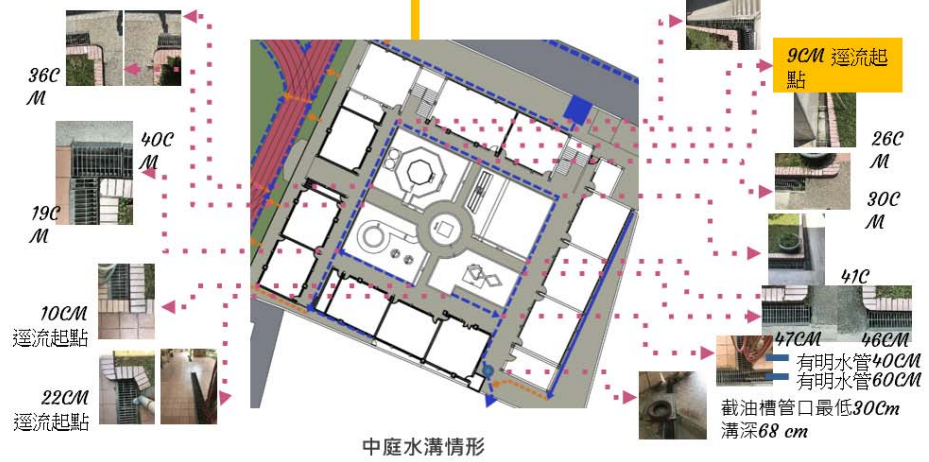 36C
M
40C
M
19C
M
10CM
逕流起點
22CM
逕流起點
9CM 逕流起
點
26C
M
30C
M
41C
47CM
46CM
有明水管40CM
有明水管60CM
截油槽管口最低30Cm
溝深68 cm
中庭水溝情形